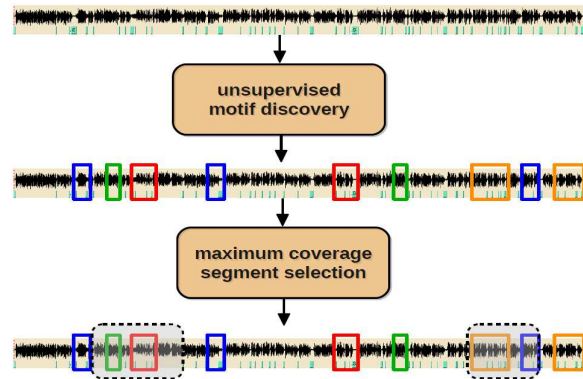 unsupervised
motif discovery
maximum coverage
segment selection